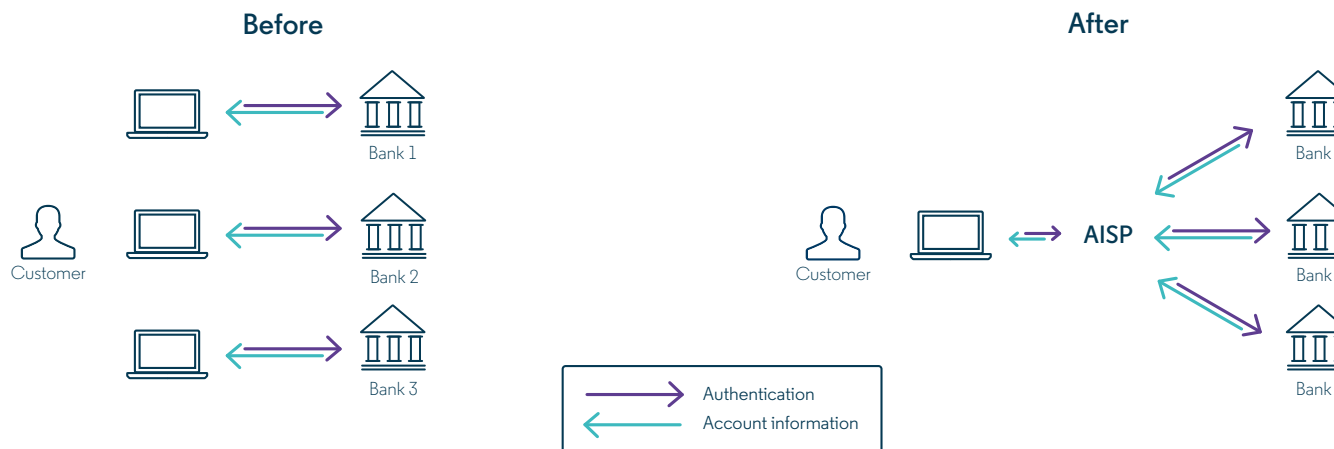 Before
Bank 1
Customer
Bank 2
Bank 3
After
Bank
Customer
AISP
Bank
Bank
Authentication
Account information